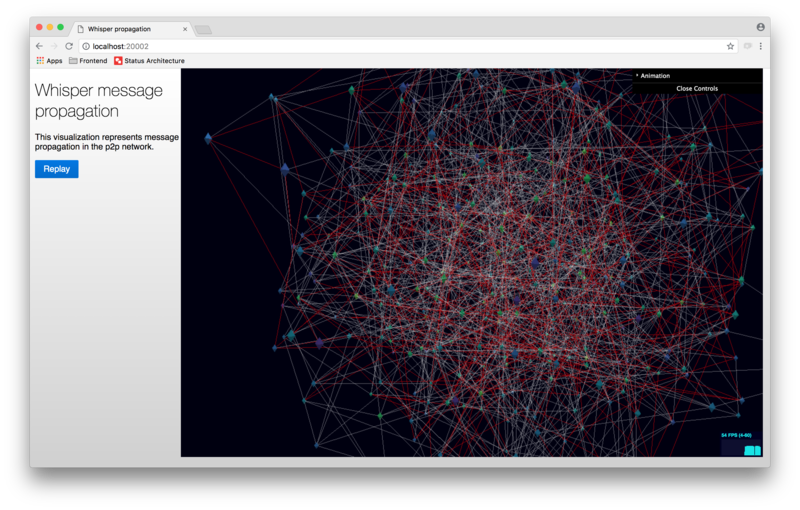 Whisper propagation
localhost:20002
Apps Frontend Status Architecture
Whisper message
propagation
This visualization represents message
propagation in the p2p network.
Replay
Animation
Close Controls
54 FPS (4-60)